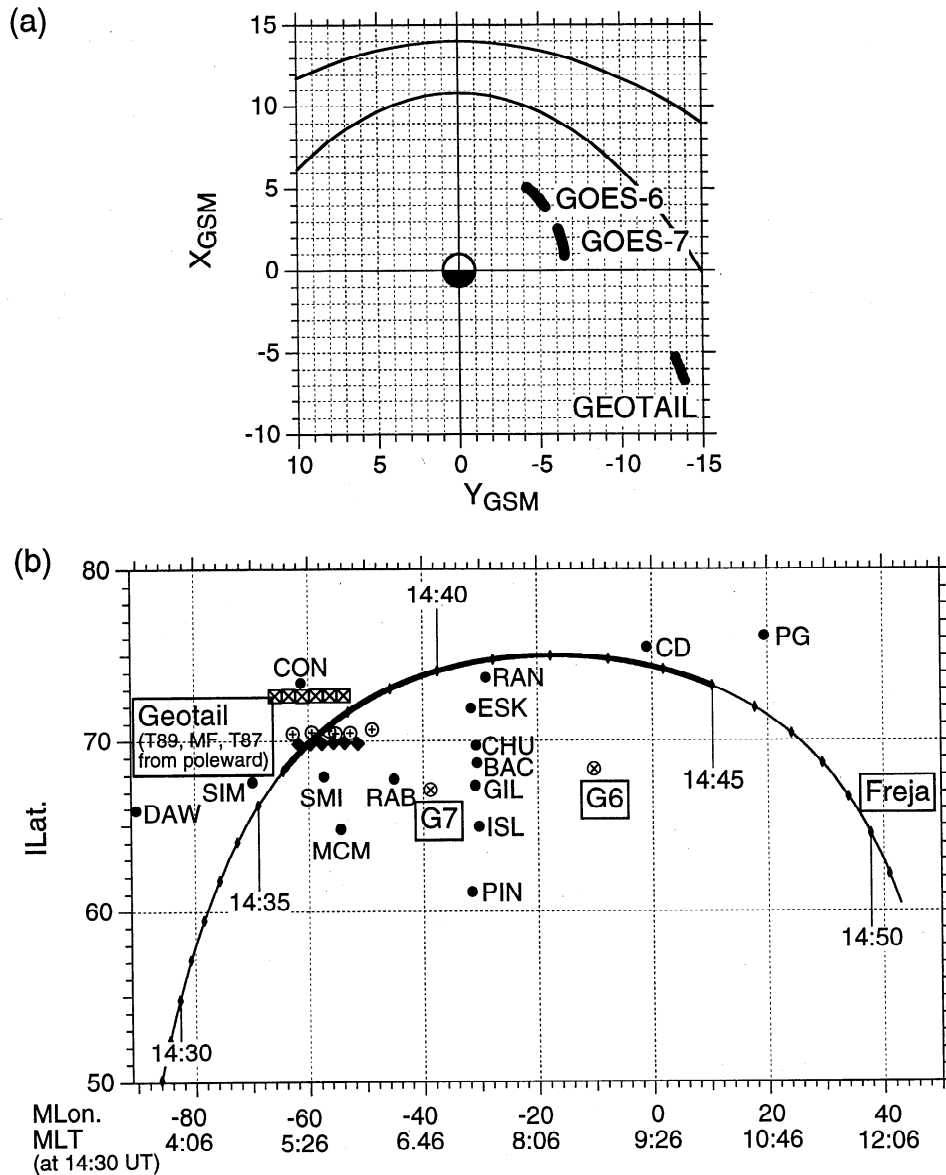 (a)
15
10
5
0
-5
-10
X GSM
GOES-6
GOES-7
GEOTAIL
10 5 0 -5 -10 -15
Y GSM
(b)
80
70
60
50
ILat.
14:40
CD
PG
CON
RAN
Geotail
(T89, MF, T87
from poleward)
ESK
CHU
BAC
SIM
SMI
RAB
GIL
G7
G6
14:45
Freja
DAW
MCM
ISL
14:35
PIN
14:50
14:30
MLon. -80 -60 -40 -20 0 20 40
MLT 4:06 5:26 6.46 8:06 9:26 10:46 12:06
(at 14:30 UT)